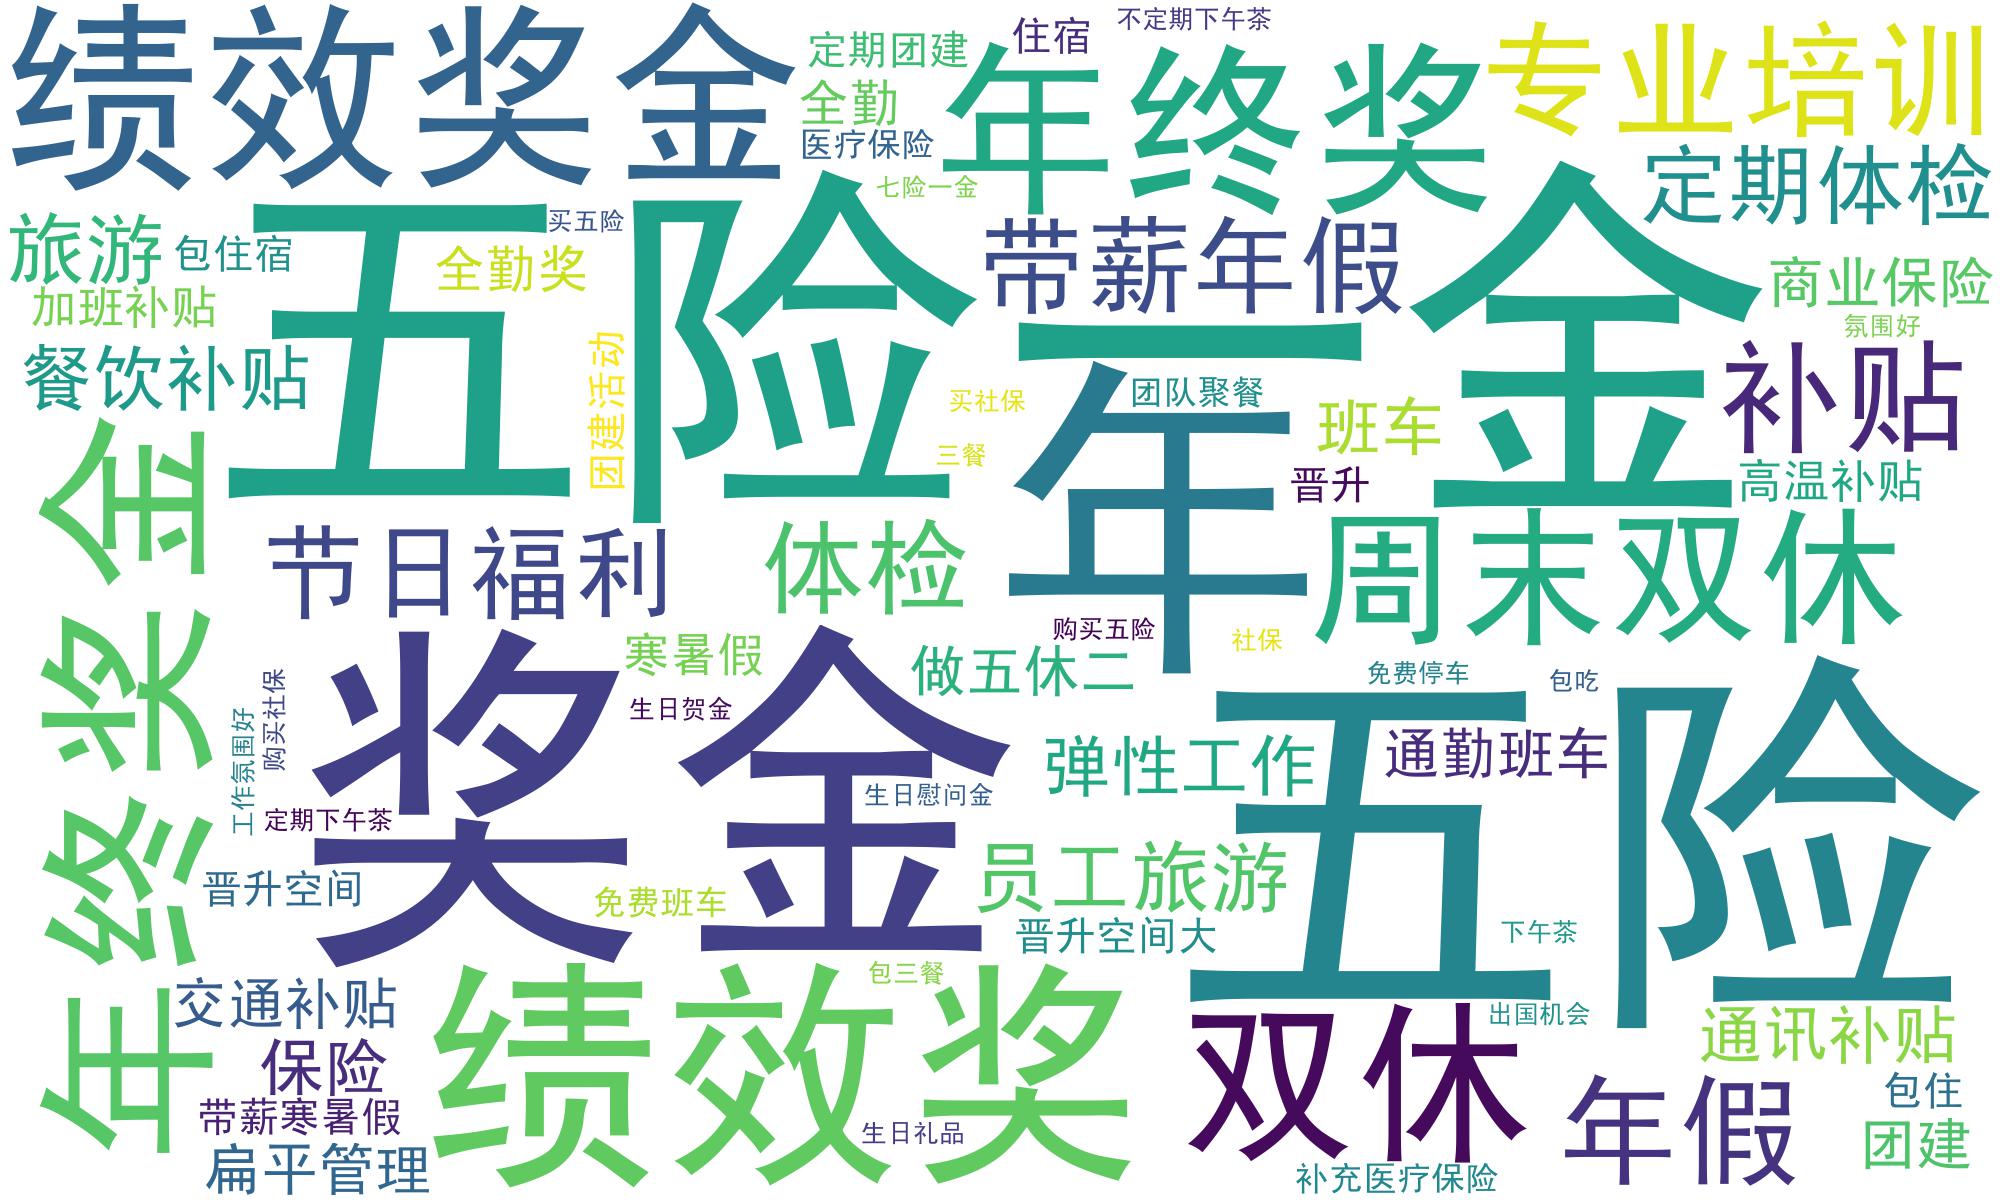 绩效奖金
定期团建
住宿
不定期下午茶
全勤
医疗保险
年终奖
专业培训
定期体检
七险一金
旅游
包住宿
买五险
全勤奖
五险一金
带薪年假
商业保险
氛围好
加班补贴
餐饮补贴
团建活动
买社保
三餐
团队聚餐
年
班车
晋升
补贴
高温补贴
年终奖金
节日福利
体检
周末双休
购买五险
社保
寒暑假
生日贺金
做五休二
免费停车
包吃
工作氛围好
购买社保
定期下午茶
奖金
生日慰问金
弹性工作
通勤班车
五险
晋升空间
免费班车
员工旅游
晋升空间大
下午茶
包三餐
出国机会
交通补贴
保险
带薪寒暑假
扁平管理
绩效奖
生日礼品
双休
补充医疗保险
通讯补贴
年假
包住
团建